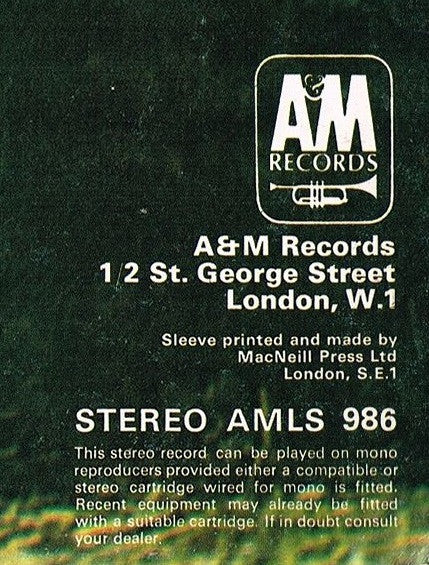 A&M
RECORDS
A&M Records
1/2 St. George Street
London, W.1
Sleeve printed and made by
MacNeill Press Ltd
London, S.E.1
STEREO AMLS 986
This stereo record can be played on mono
reproducers provided either a compatible or
stereo cartridge wired for mono is fitted.
Recent equipment may already be fitted
with a suitable cartridge. If in doubt consult
your dealer.